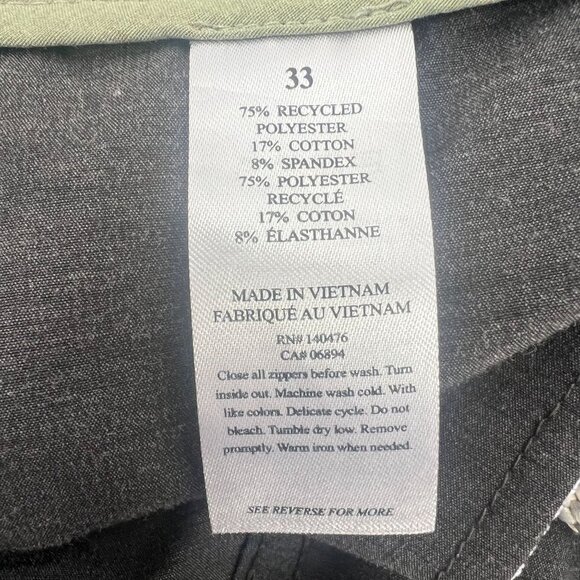 33
75% RECYCLED
POLYESTER
17% COTTON
8% SPANDEX
75% POLYESTER
RECYCLÉ
17% COTON
8% ÉLASTHANNE
MADE IN VIETNAM
FABRIQUÉ AU VIETNAM
RN# 140476
CA# 06894
Close all zippers before wash. Turn
inside out. Machine wash cold. With
like colors. Delicate cycle. Do not
bleach. Tumble dry low. Remove
promptly. Warm iron when needed.
SEE REVERSE FOR MORE